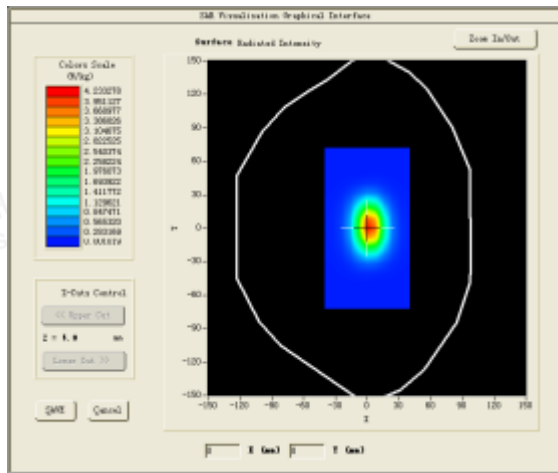 SAR Visualisation Graphical Interface
Surface Radiated Intensity
Zoom In/Out
Colors Scale
(W/kg)
4.233278
3.951127
3.668977
3.386826
3.104675
2.822525
2.540374
2.258224
1.976073
1.693922
1.411772
1.129621
0.847471
0.565320
0.283169
0.001019
150
120
90
60
30
0
-30
-60
-90
-120
-150
Y
-150
-120
-90
-60
-30
0
30
60
90
120
150
X
Z-Cuts Control
<< Upper Cut
Z = mm
Lower Cut >>
SAVE
Cancel
X (mm)
Y (mm)